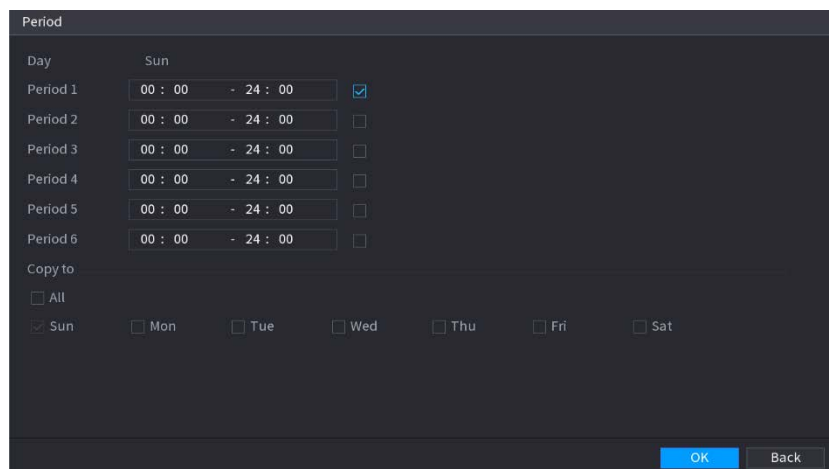 Period
Day Sun
Period 1 00 : 00 - 24 : 00
Period 2 00 : 00 - 24 : 00
Period 3 00 : 00 - 24 : 00
Period 4 00 : 00 - 24 : 00
Period 5 00 : 00 - 24 : 00
Period 6 00 : 00 - 24 : 00
Copy to
All
Sun Mon Tue Wed Thu Fri Sat
OK Back